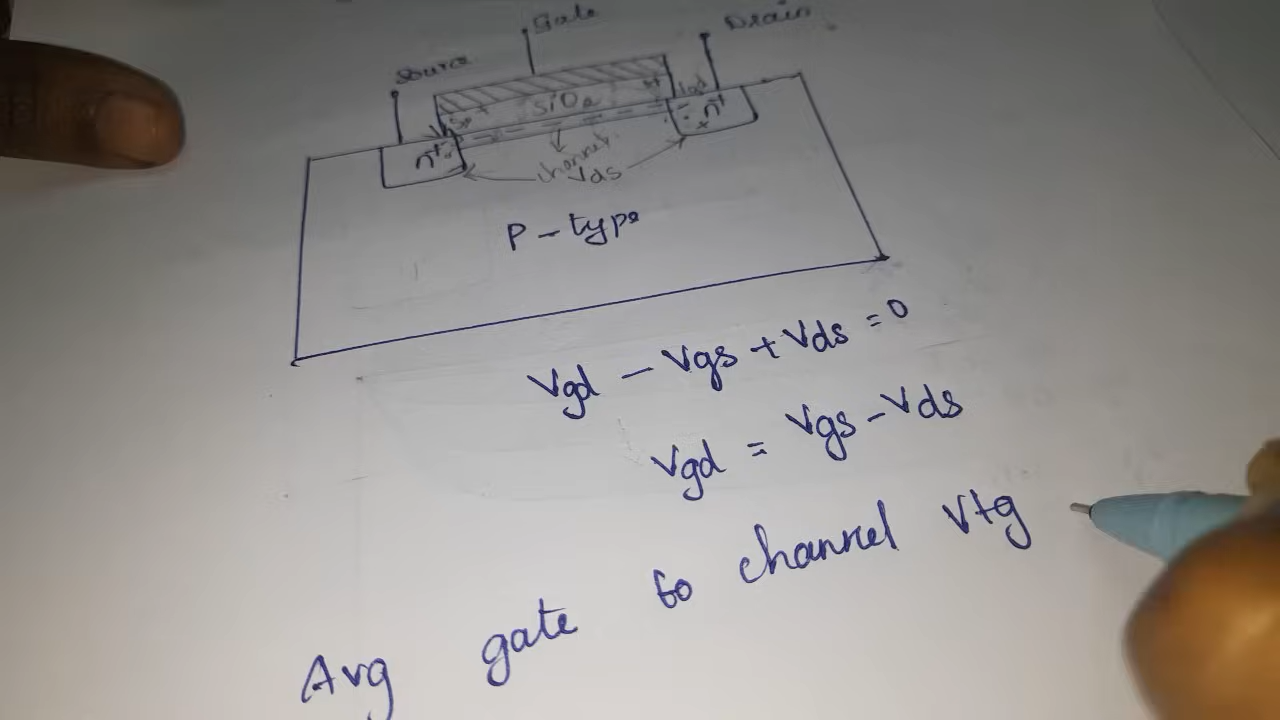 Gate
Drain
Source
SiO2
n+
n+
channel
Vds
P-type
Vgd - Vgs + Vds = 0
Vgd = Vgs - Vds
Avg gate to channel Vtg